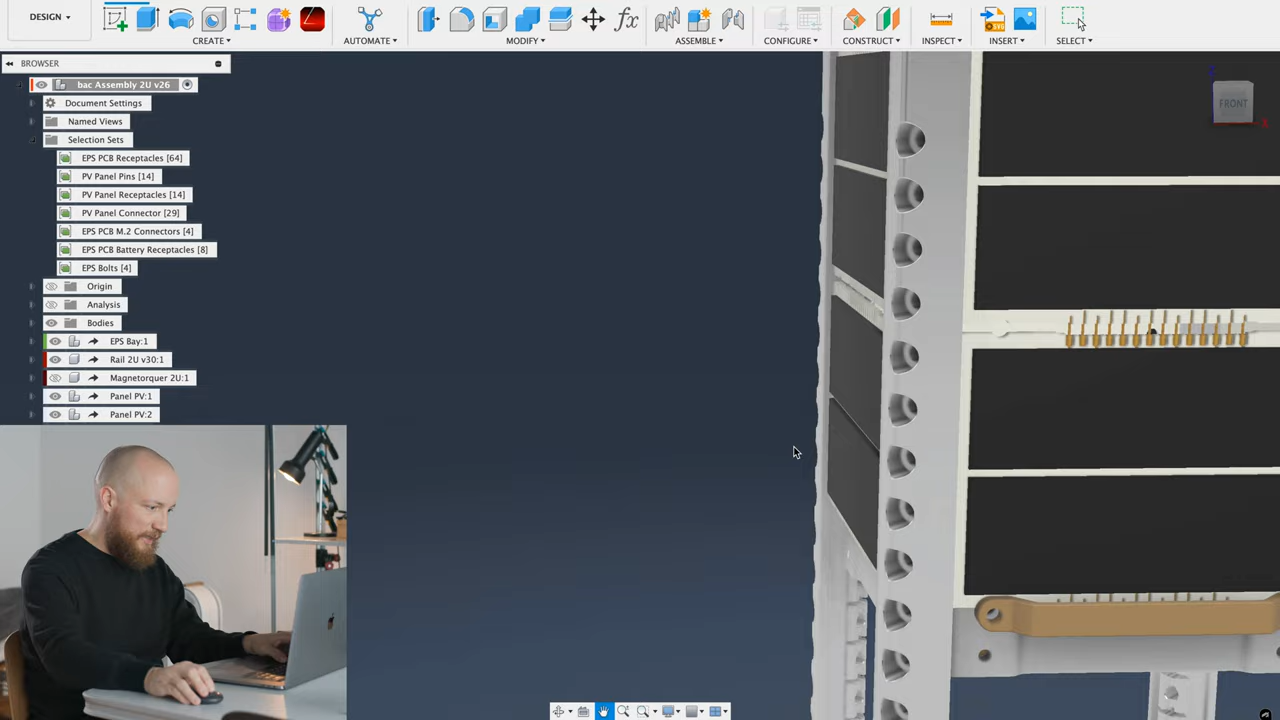 DESIGN ▾
CREATE ▾
AUTOMATE ▾
MODIFY ▾
ASSEMBLE ▾
CONFIGURE ▾
CONSTRUCT ▾
INSPECT ▾
INSERT ▾
SELECT ▾
BROWSER
bac Assembly 2U v26
Document Settings
Named Views
Selection Sets
EPS PCB Receptacles [64]
PV Panel Pins [14]
PV Panel Receptacles [14]
PV Panel Connector [29]
EPS PCB M.2 Connectors [4]
EPS PCB Battery Receptacles [8]
EPS Bolts [4]
Origin
Analysis
Bodies
EPS Bay:1
Rail 2U v30:1
Magnetorquer 2U:1
Panel PV:1
Panel PV:2
FRONT
Z
X